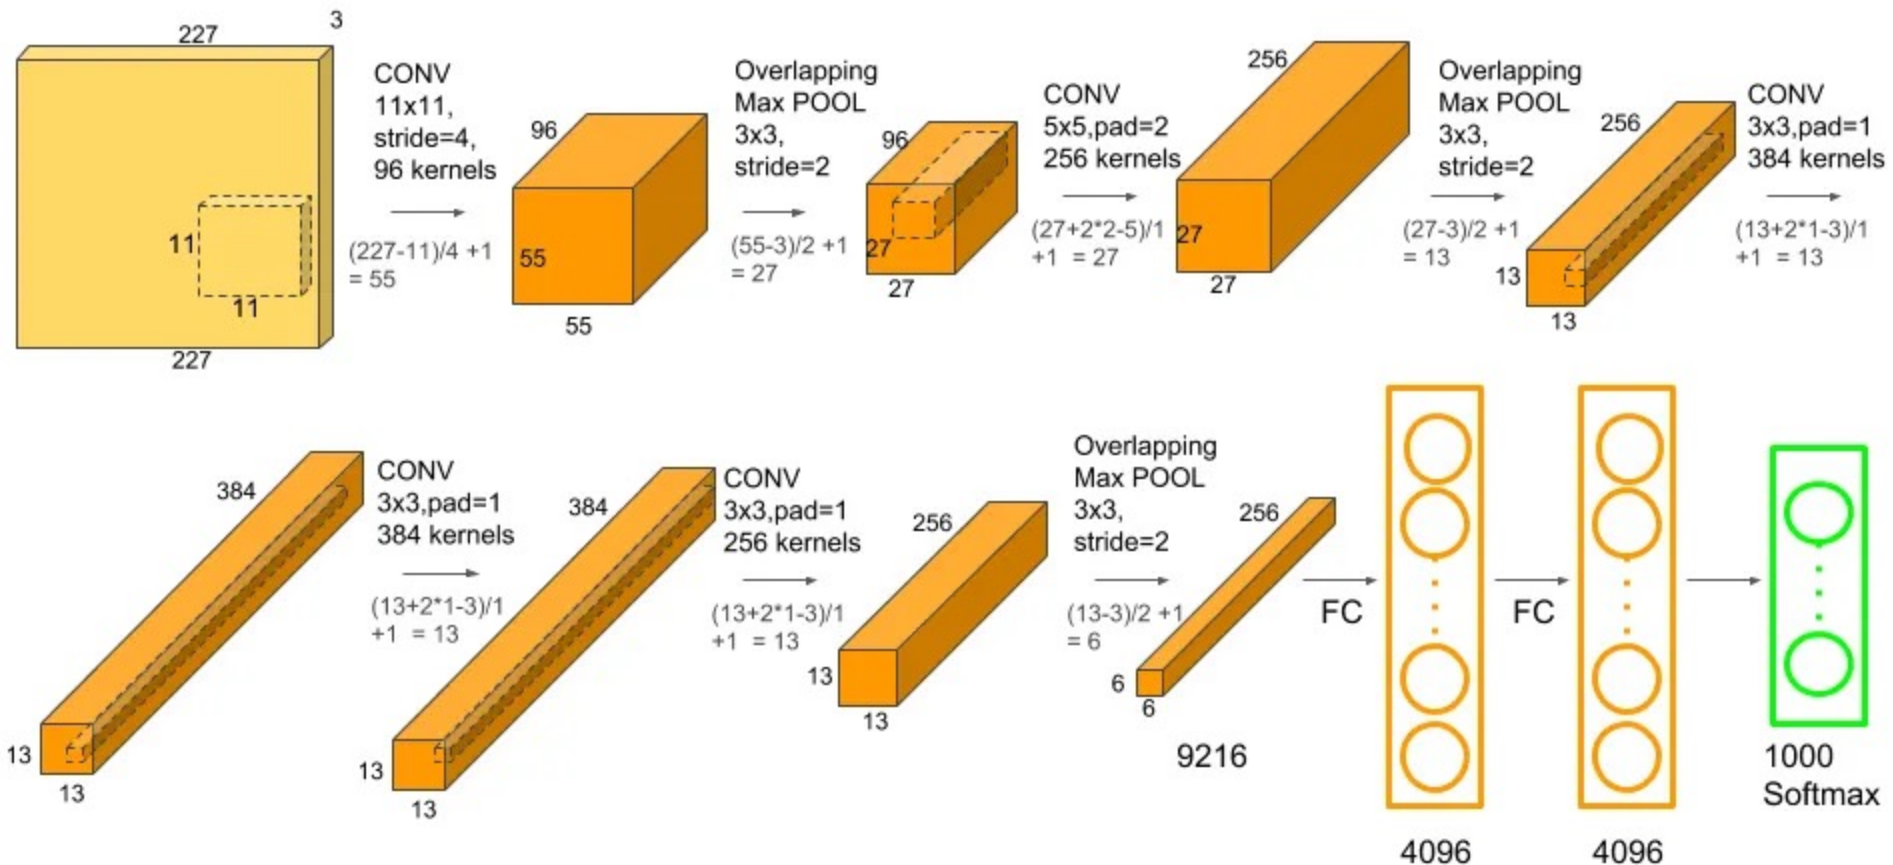 227
3
11
11
227
CONV
11x11,
stride=4,
96 kernels
(227-11)/4 +1
= 55
96
55
55
Overlapping
Max POOL
3x3,
stride=2
(55-3)/2 +1
= 27
96
27
27
CONV
5x5,pad=2
256 kernels
(27+2*2-5)/1
+1 = 27
256
27
27
Overlapping
Max POOL
3x3,
stride=2
(27-3)/2 +1
= 13
256
13
13
CONV
3x3,pad=1
384 kernels
(13+2*1-3)/1
+1 = 13
384
13
13
CONV
3x3,pad=1
384 kernels
(13+2*1-3)/1
+1 = 13
384
13
13
CONV
3x3,pad=1
256 kernels
(13+2*1-3)/1
+1 = 13
256
13
13
Overlapping
Max POOL
3x3,
stride=2
(13-3)/2 +1
= 6
256
6
6
9216
FC
4096
FC
4096
1000
Softmax